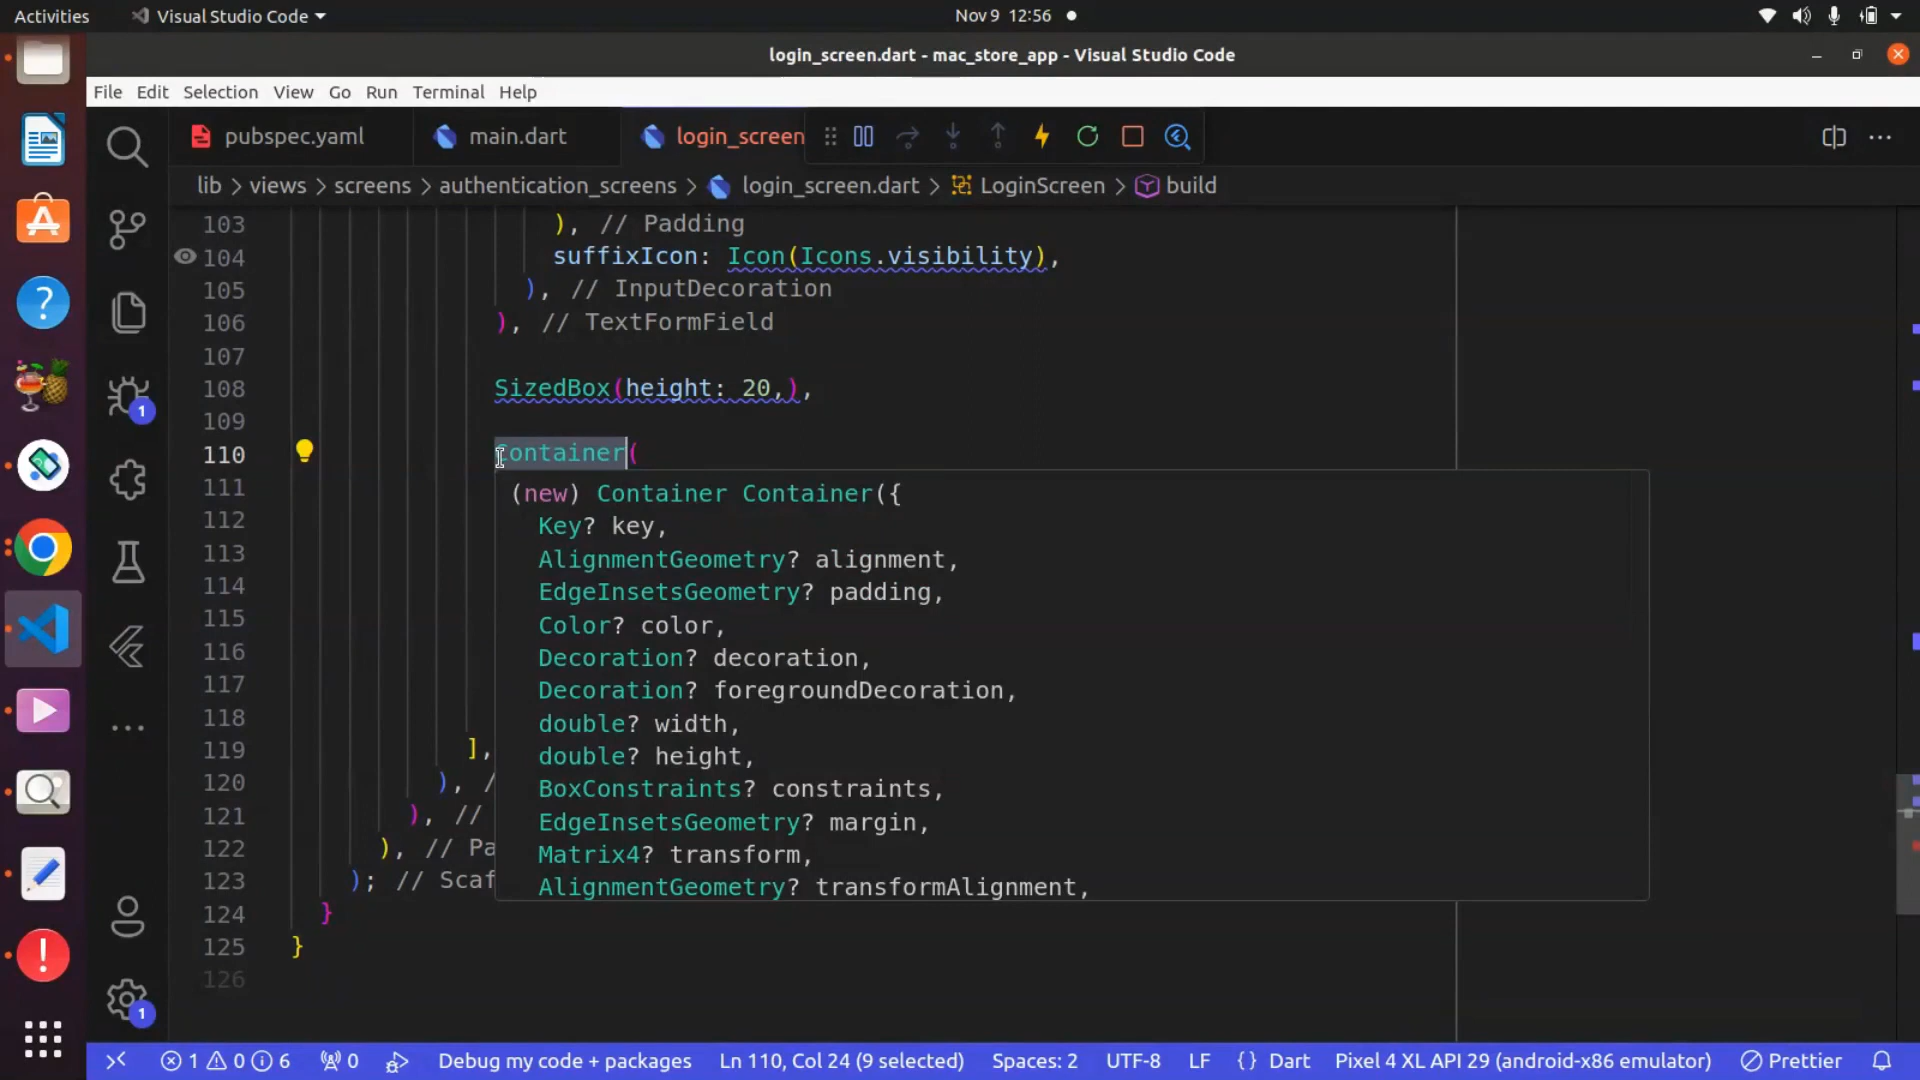 Activities Visual Studio Code Nov 9 12:56
login_screen.dart - mac_store_app - Visual Studio Code
File Edit Selection View Go Run Terminal Help
pubspec.yaml main.dart login_screen
lib > views > screens > authentication_screens > login_screen.dart > LoginScreen > build
103 ), // Padding
104 suffixIcon: Icon(Icons.visibility),
105 ), // InputDecoration
106 ), // TextFormField
107
108 SizedBox(height: 20,),
109
110 Container(
111 (new) Container Container({
112 Key? key,
113 AlignmentGeometry? alignment,
114 EdgeInsetsGeometry? padding,
115 Color? color,
116 Decoration? decoration,
117 Decoration? foregroundDecoration,
118 double? width,
119 ], double? height,
120 ), / BoxConstraints? constraints,
121 ), // EdgeInsetsGeometry? margin,
122 ), // Pa Matrix4? transform,
123 ); // Scaf AlignmentGeometry? transformAlignment,
124 }
125 }
126
1
1
1 0 6 0 Debug my code + packages Ln 110, Col 24 (9 selected) Spaces: 2 UTF-8 LF {} Dart Pixel 4 XL API 29 (android-x86 emulator) Prettier